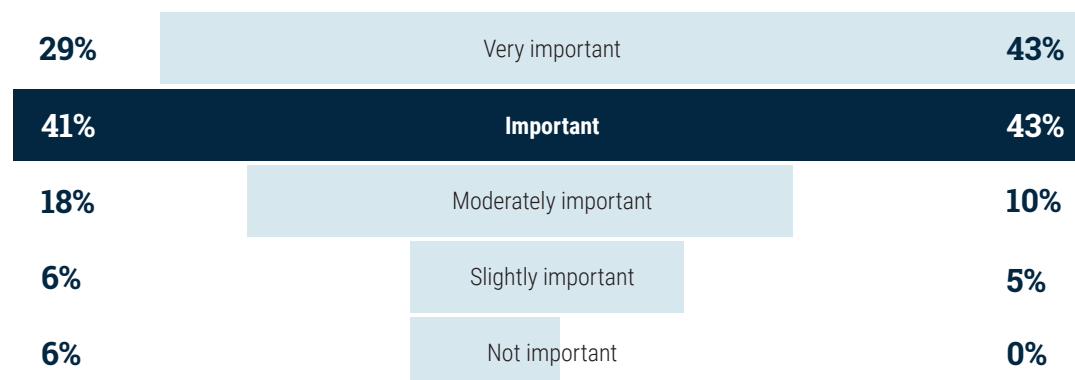 29% Very important 43%
41% Important 43%
18% Moderately important 10%
6% Slightly important 5%
6% Not important 0%